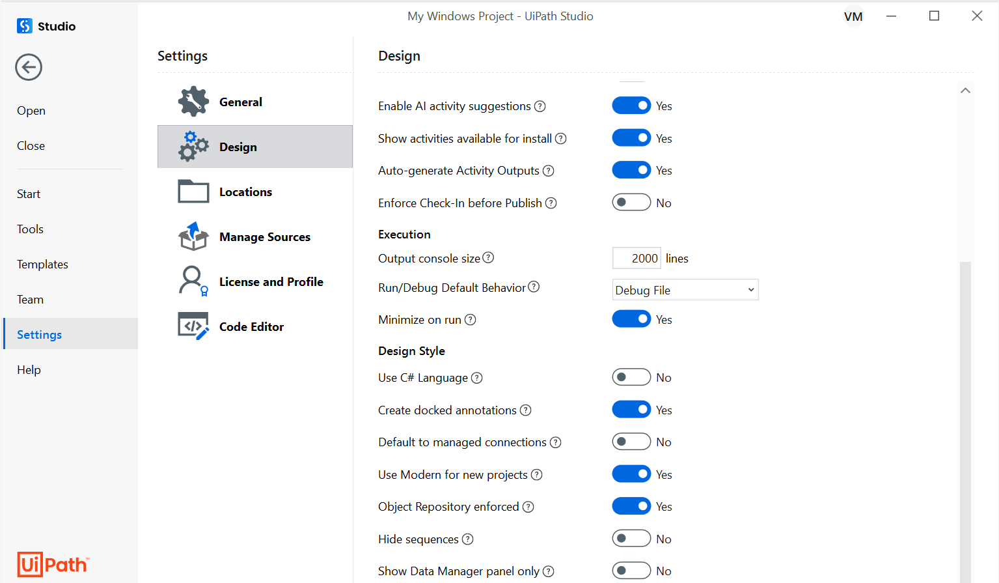 My Windows Project - UiPath Studio
VM
Studio
Open
Close
Start
Tools
Templates
Team
Settings
Help
UiPath™
Settings
General
Design
Locations
Manage Sources
License and Profile
Code Editor
Design
Enable AI activity suggestions ? Yes
Show activities available for install ? Yes
Auto-generate Activity Outputs ? Yes
Enforce Check-In before Publish ? No
Execution
Output console size ? 2000 lines
Run/Debug Default Behavior ? Debug File
Minimize on run ? Yes
Design Style
Use C# Language ? No
Create docked annotations ? Yes
Default to managed connections ? No
Use Modern for new projects ? Yes
Object Repository enforced ? Yes
Hide sequences ? No
Show Data Manager panel only ? No